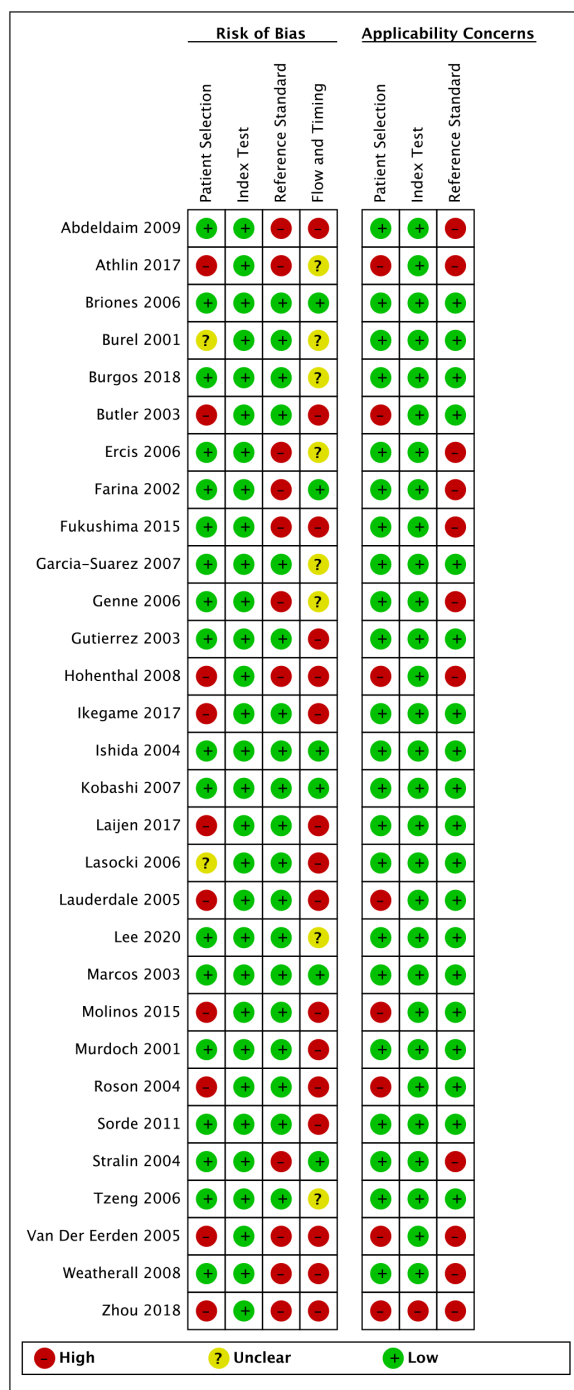 Risk of Bias Applicability Concerns
Patient Selection Index Test Reference Standard Flow and Timing Patient Selection Index Test Reference Standard
Abdeldaim 2009 + + - - + + -
Athlin 2017 - + - ? - + -
Briones 2006 + + + + + + +
Burel 2001 ? + + ? + + +
Burgos 2018 + + + ? + + +
Butler 2003 - + + - - + +
Ercis 2006 + + - ? + + -
Farina 2002 + + - + + + -
Fukushima 2015 + + - - + + -
Garcia-Suarez 2007 + + + ? + + +
Genne 2006 + + - ? + + -
Gutierrez 2003 + + + - + + +
Hohenthal 2008 - + - - - + -
Ikegame 2017 - + + - + + +
Ishida 2004 + + + + + + +
Kobashi 2007 + + + + + + +
Laijen 2017 - + + - + + +
Lasocki 2006 ? + + - + + +
Lauderdale 2005 - + + - - + +
Lee 2020 + + + ? + + +
Marcos 2003 + + + + + + +
Molinos 2015 - + + - - + +
Murdoch 2001 + + + - + + +
Roson 2004 - + + - - + +
Sorde 2011 + + + - + + +
Stralin 2004 + + - + + + -
Tzeng 2006 + + + ? + + +
Van Der Eerden 2005 - + - - - + -
Weatherall 2008 + + - - + + -
Zhou 2018 - + - - - - -
- High ? Unclear + Low